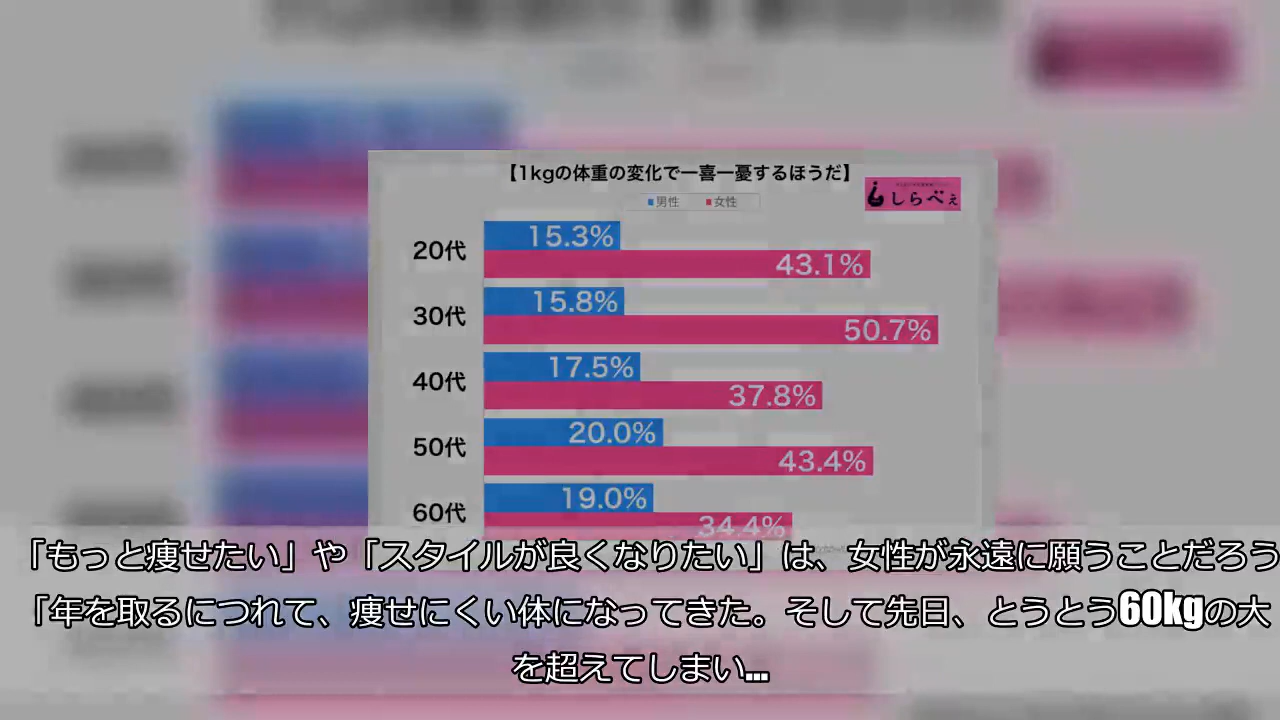 【1kgの体重の変化で一喜一憂するほうだ】
男性 女性
しらべぇ
20代 15.3%
43.1%
30代 15.8%
50.7%
40代 17.5%
37.8%
50代 20.0%
43.4%
60代 19.0%
34.4%
「もっと痩せたい」や「スタイルが良くなりたい」は、女性が永遠に願うことだろう
「年を取るにつれて、痩せにくい体になってきた。そして先日、とうとう60kgの大
を超えてしまい...